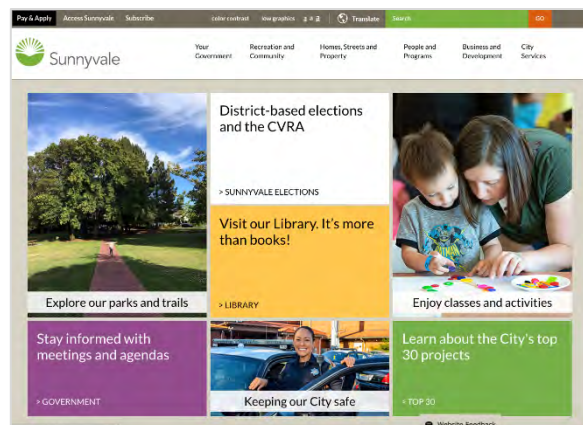 Pay & Apply Access Sunnyvale Subscribe color contrast low graphics a a a Translate Search GO
Sunnyvale
Your Government
Recreation and Community
Homes, Streets and Property
People and Programs
Business and Development
City Services
District-based elections
and the CVRA
> SUNNYVALE ELECTIONS
Visit our Library. It's more
than books!
> LIBRARY
Explore our parks and trails
Enjoy classes and activities
Stay informed with
meetings and agendas
> GOVERNMENT
Keeping our City safe
Learn about the City's top
30 projects
> TOP 30
Website Feedback